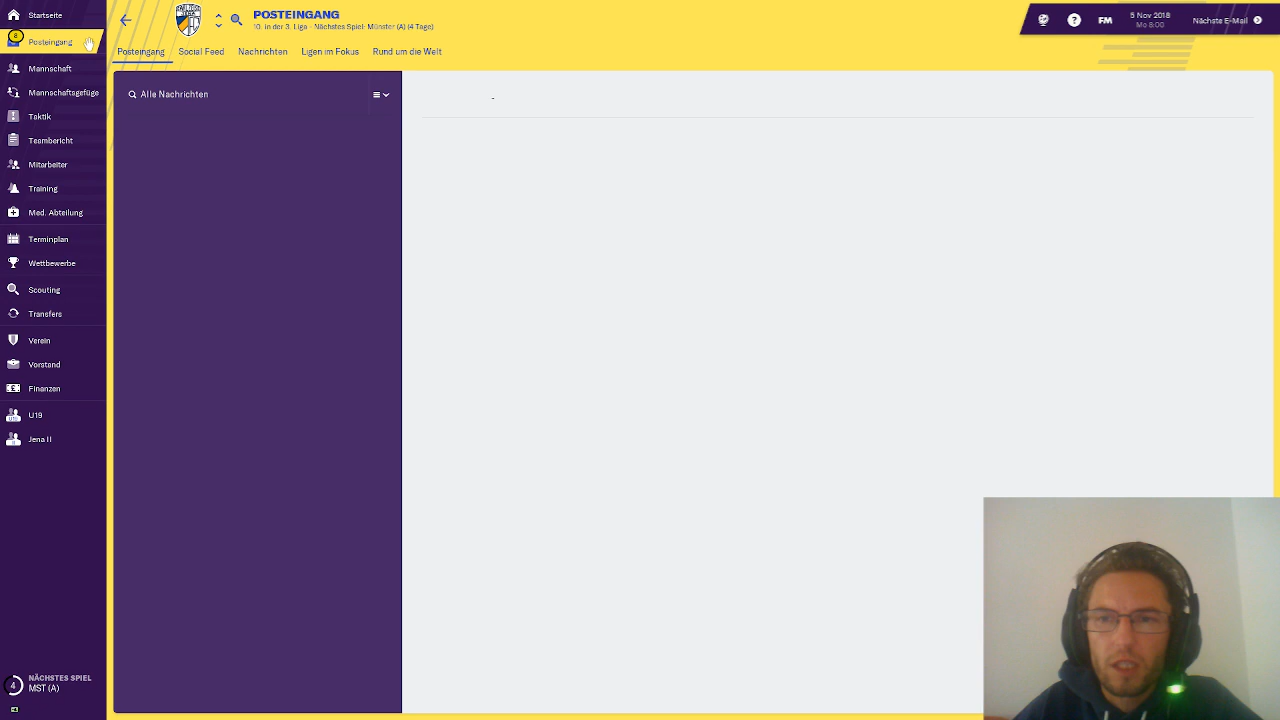 Startseite
8
Posteingang
Mannschaft
Mannschaftsgefüge
Taktik
Teambericht
Mitarbeiter
Training
Med. Abteilung
Terminplan
Wettbewerbe
Scouting
Transfers
Verein
Vorstand
Finanzen
U19
Jena II
4
NÄCHSTES SPIEL
MST (A)
POSTEINGANG
10. in der 3. Liga - Nächstes Spiel: Münster (A) (4 Tage)
Posteingang Social Feed Nachrichten Ligen im Fokus Rund um die Welt
? FM 5 Nov 2018 Nächste E-Mail
Mo 9:00
Alle Nachrichten
-